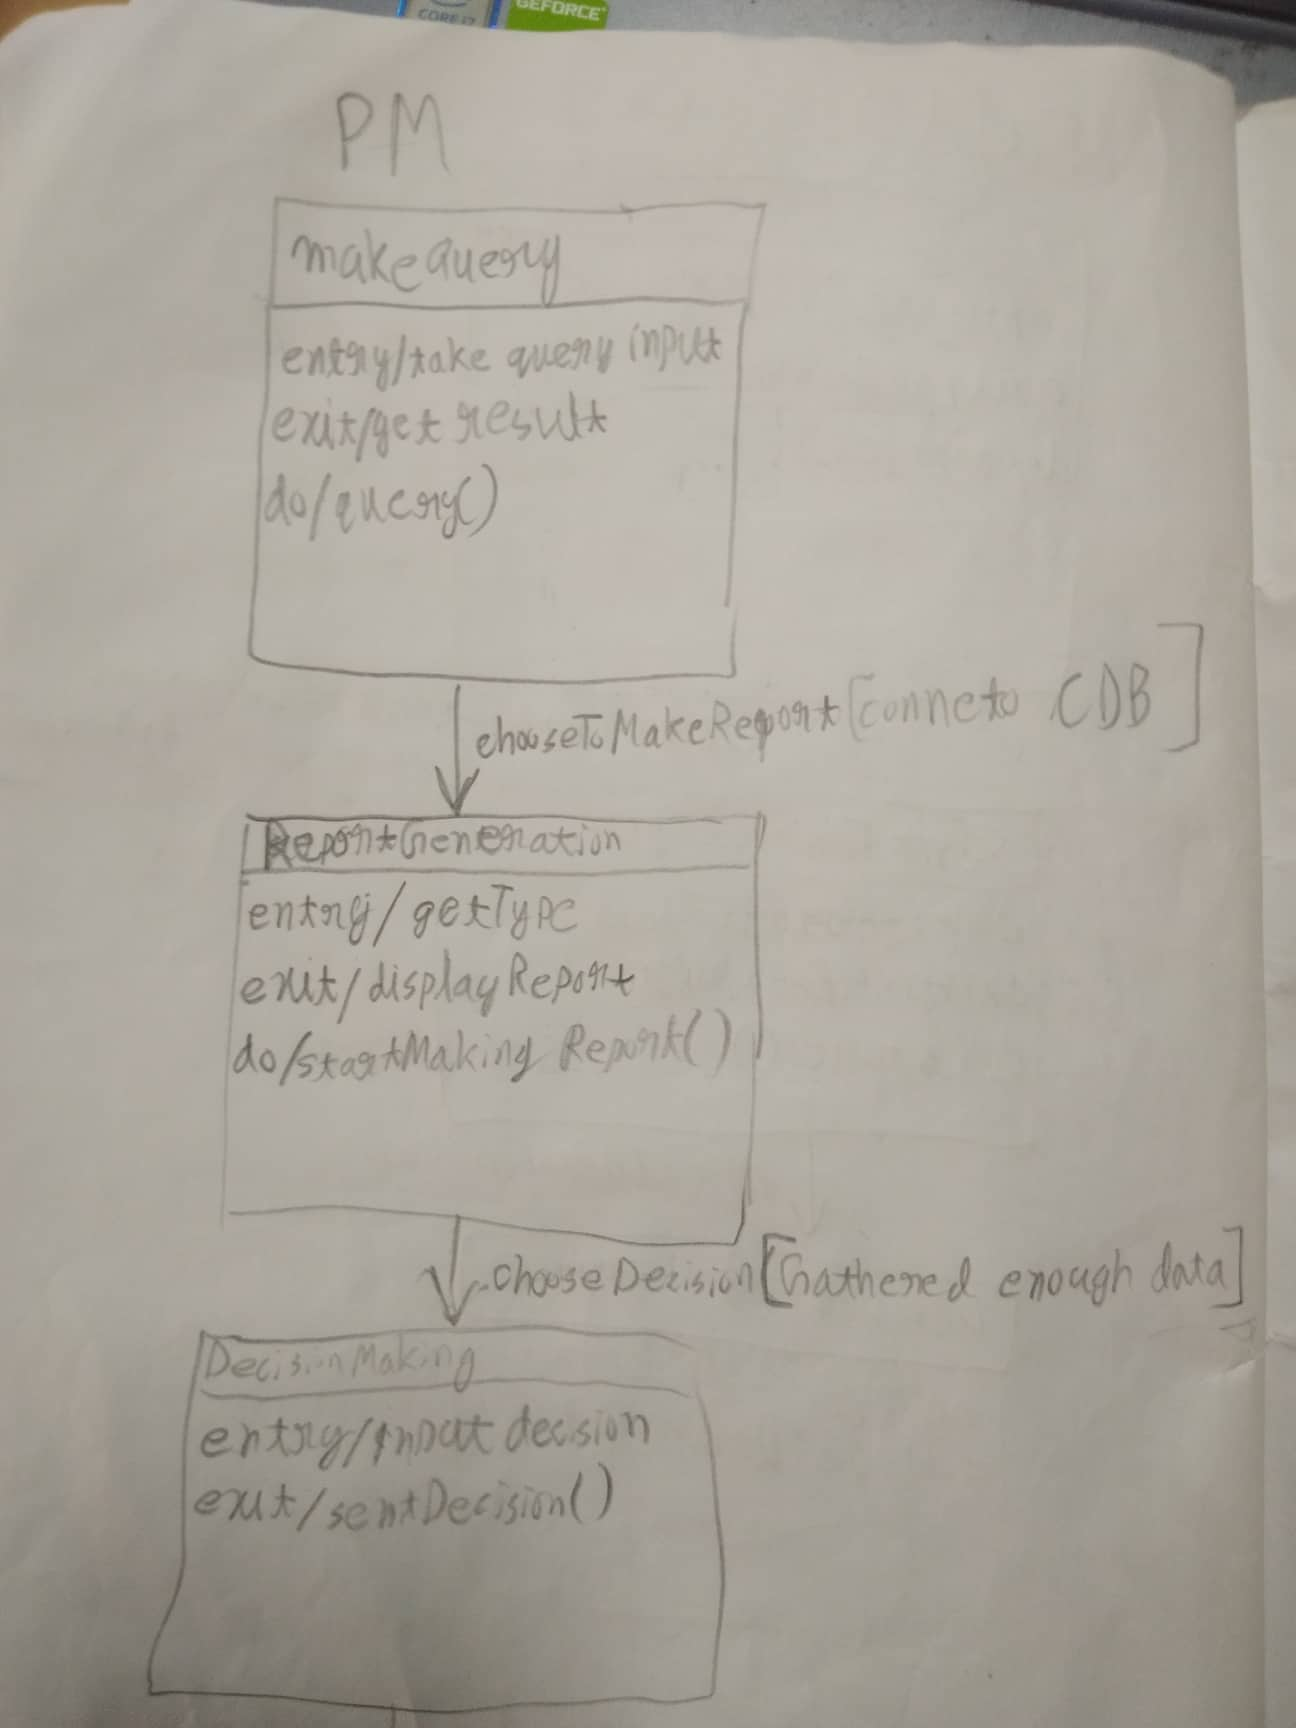 CORE i7
GEFORCE
PM
makequery
entry/take query input
exit/get result
do/query()
chooseToMakeReport[conneto CDB]
ReportGeneration
entry/getType
exit/displayReport
do/startMaking Report()
chooseDecision[Gathered enough data]
DecisionMaking
entry/input decision
exit/sentDecision()